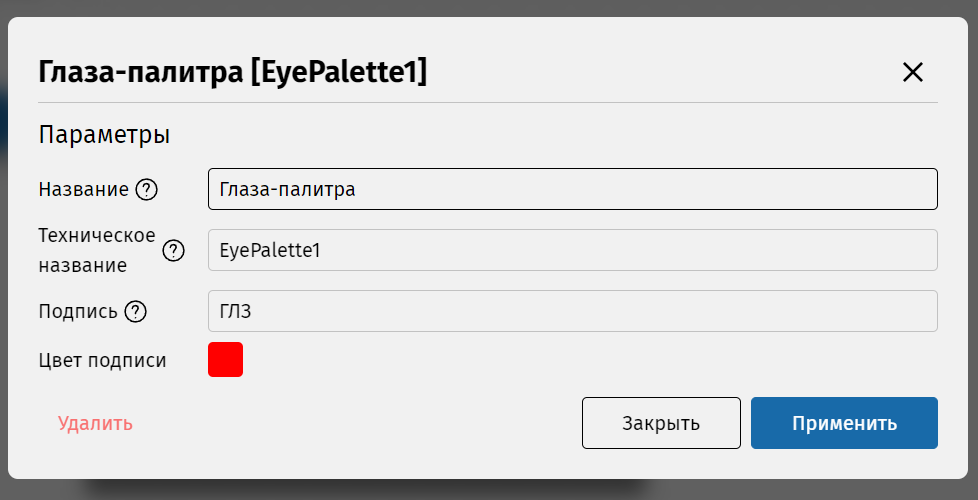 Глаза-палитра [EyePalette1]
Параметры
Название ?
Глаза-палитра
Техническое
название ?
EyePalette1
Подпись ?
ГЛЗ
Цвет подписи
Удалить
Закрыть
Применить